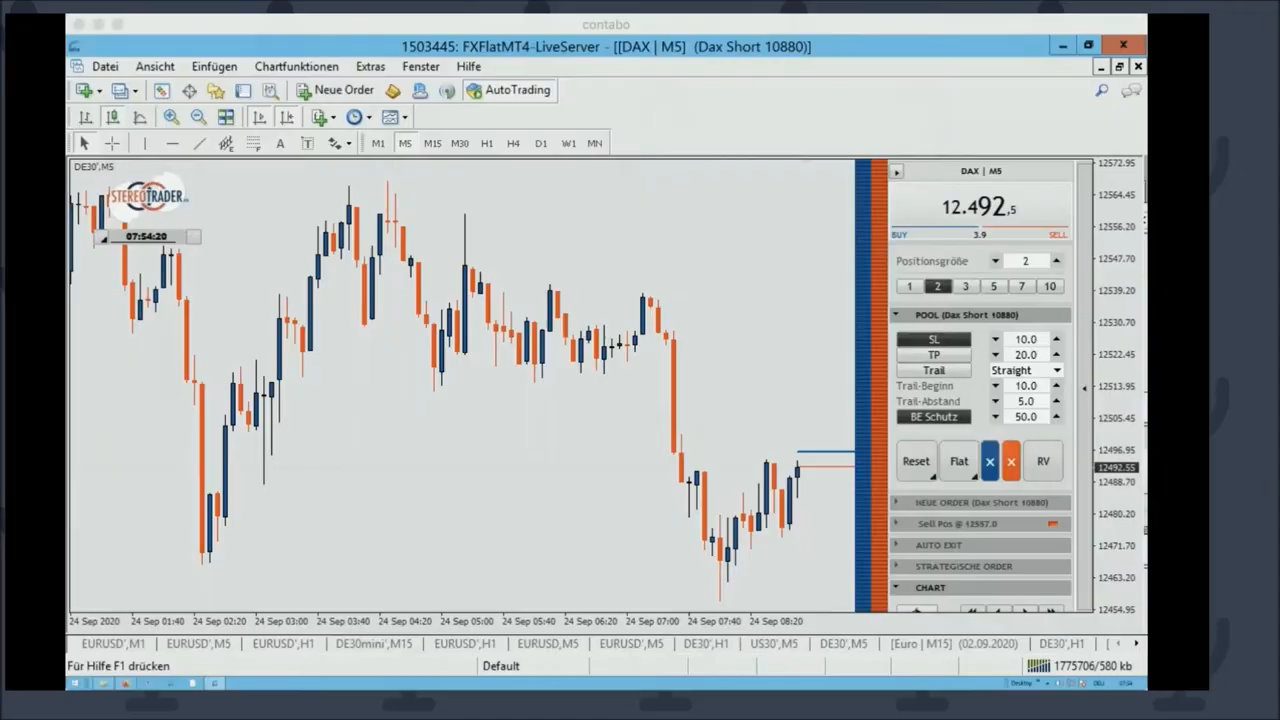 contabo
1503445: FXFlatMT4-LiveServer - [[DAX | M5] (Dax Short 10880)]
Datei Ansicht Einfügen Chartfunktionen Extras Fenster Hilfe
Neue Order AutoTrading
A T M1 M5 M15 M30 H1 H4 D1 W1 MN
DE30',M5
STEREOTRADER
07:54:20
DAX | M5
12.492,5
BUY 3.9 SELL
Positionsgröße 2
1 2 3 5 7 10
POOL (Dax Short 10880)
SL 10.0
TP 20.0
Trail Straight
Trail-Beginn 10.0
Trail-Abstand 5.0
BE Schutz 50.0
Reset Flat × × RV
NEUE ORDER (Dax Short 10880)
Sell Pos @ 12557.0
AUTO EXIT
STRATEGISCHE ORDER
CHART
12572.95
12564.45
12556.20
12547.70
12539.20
12530.70
12522.45
12513.95
12505.45
12496.95
12492.55
12488.70
12480.20
12471.70
12463.20
12454.95
24 Sep 2020 24 Sep 01:40 24 Sep 02:20 24 Sep 03:00 24 Sep 03:40 24 Sep 04:20 24 Sep 05:00 24 Sep 05:40 24 Sep 06:20 24 Sep 07:00 24 Sep 07:40 24 Sep 08:20
EURUSD',M1 EURUSD',M5 EURUSD',H1 DE30mini',M15 EURUSD',H1 EURUSD,M5 EURUSD',M5 DE30',H1 US30',M5 DE30',M5 [Euro | M15] (02.09.2020) DE30',H1 [
Für Hilfe F1 drücken Default 1775706/580 kb
Desktop DEU 07:54